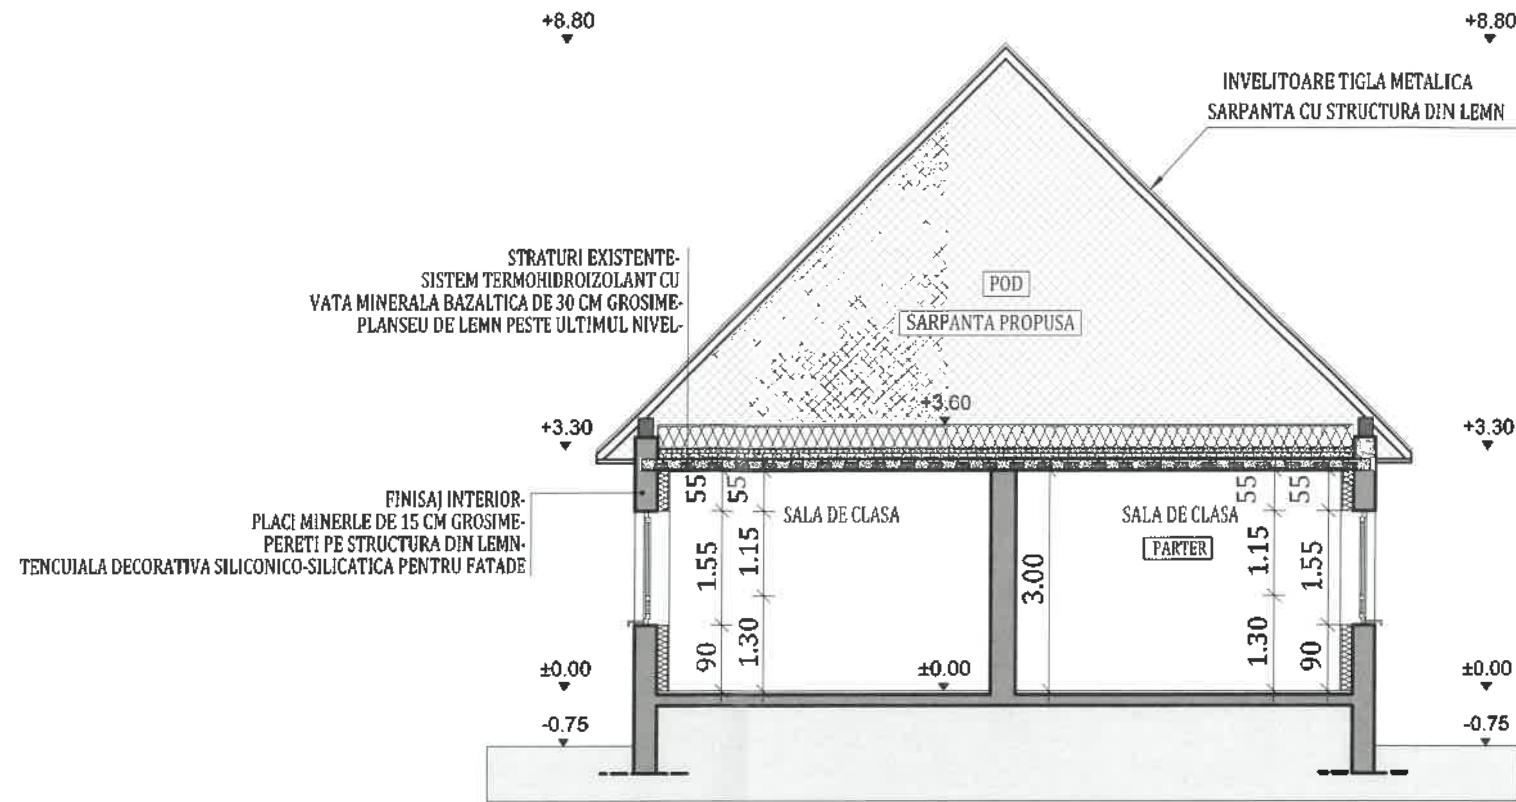 +8.80
+8.80
INVELITOARE TIGLA METALICA
SARPANTA CU STRUCTURA DIN LEMN
STRATURI EXISTENTE-
SISTEM TERMOHIDROIZOLANT CU
VATA MINERALA BAZALTICA DE 30 CM GROSIME-
PLANSEU DE LEMN PESTE ULTIMUL NIVEL-
POD
SARPANTA PROPUSA
+3.60
+3.30
+3.30
FINISAJ INTERIOR-
PLACI MINERLE DE 15 CM GROSIME-
PERETI PE STRUCTURA DIN LEMN-
TENCUIALA DECORATIVA SILICONICO-SILICATICA PENTRU FATADE
55
55
SALA DE CLASA
SALA DE CLASA
PARTER
55
55
1.55
1.15
3.00
1.15
1.55
90
1.30
1.30
90
±0.00
±0.00
±0.00
-0.75
-0.75